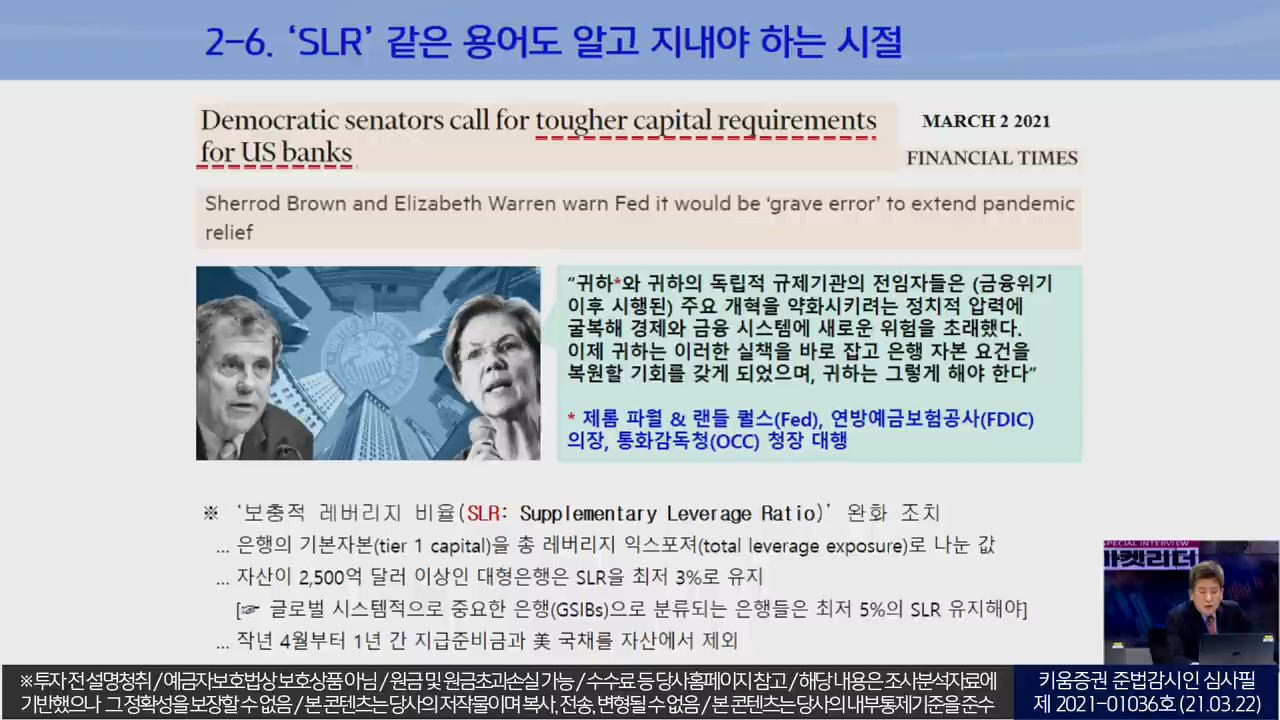 2-6. ‘SLR’ 같은 용어도 알고 지내야 하는 시절
Democratic senators call for tougher capital requirements
for US banks
MARCH 2 2021
FINANCIAL TIMES
Sherrod Brown and Elizabeth Warren warn Fed it would be ‘grave error’ to extend pandemic
relief
“귀하*와 귀하의 독립적 규제기관의 전임자들은 (금융위기
이후 시행된) 주요 개혁을 약화시키려는 정치적 압력에
굴복해 경제와 금융 시스템에 새로운 위험을 초래했다.
이제 귀하는 이러한 실책을 바로 잡고 은행 자본 요건을
복원할 기회를 갖게 되었으며, 귀하는 그렇게 해야 한다”
* 제롬 파월 & 랜들 퀄스(Fed), 연방예금보험공사(FDIC)
의장, 통화감독청(OCC) 청장 대행
※ ‘보충적 레버리지 비율(SLR: Supplementary Leverage Ratio)’ 완화 조치
... 은행의 기본자본(tier 1 capital)을 총 레버리지 익스포져(total leverage exposure)로 나눈 값
... 자산이 2,500억 달러 이상인 대형은행은 SLR을 최저 3%로 유지
[☞ 글로벌 시스템적으로 중요한 은행(GSIBs)으로 분류되는 은행들은 최저 5%의 SLR 유지해야]
... 작년 4월부터 1년 간 지급준비금과 美 국채를 자산에서 제외
SPECIAL INTERVIEW
마켓리더
※ 투자 전 설명청취 / 예금자보호법상 보호상품 아님 / 원금 및 원금초과손실 가능 / 수수료 등 당사홈페이지 참고 / 해당 내용은 조사분석자료에
기반했으나 그 정확성을 보장할 수 없음 / 본 콘텐츠는 당사의 저작물이며 복사, 전송, 변형될 수 없음 / 본 콘텐츠는 당사의 내부통제기준을 준수
키움증권 준법감시인 심사필
제 2021-01036호 (21.03.22)